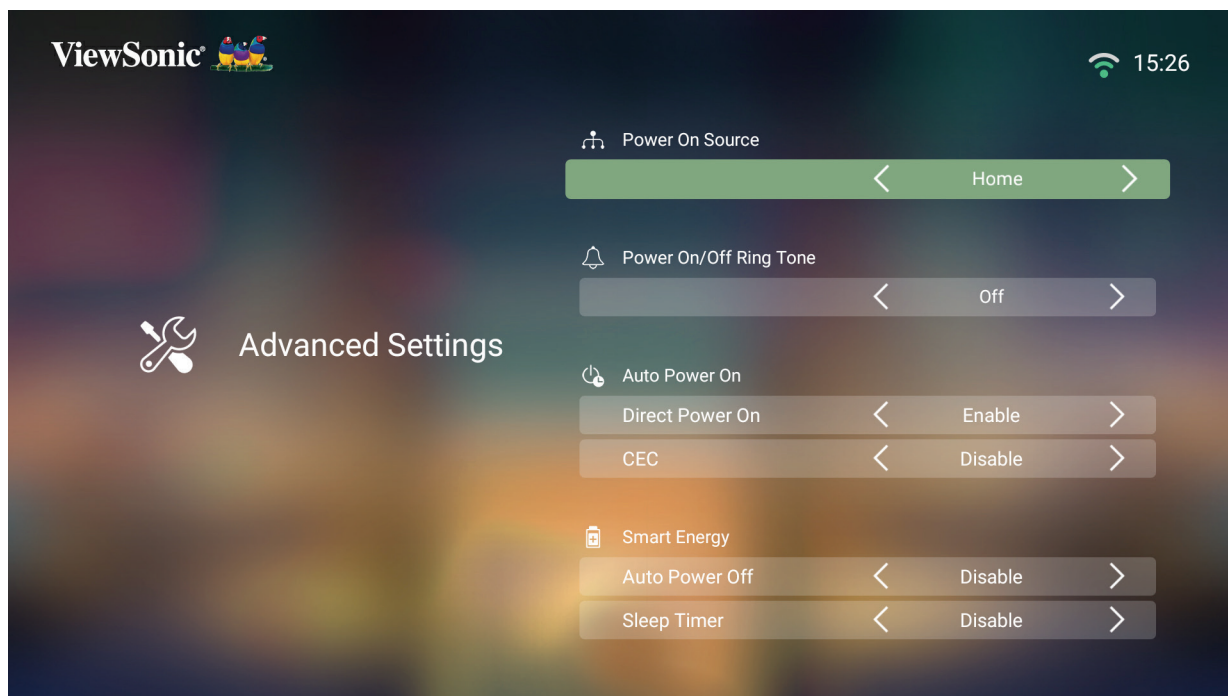 ViewSonic®
15:26
Power On Source
Home
Power On/Off Ring Tone
Off
Advanced Settings
Auto Power On
Direct Power On Enable
CEC Disable
Smart Energy
Auto Power Off Disable
Sleep Timer Disable